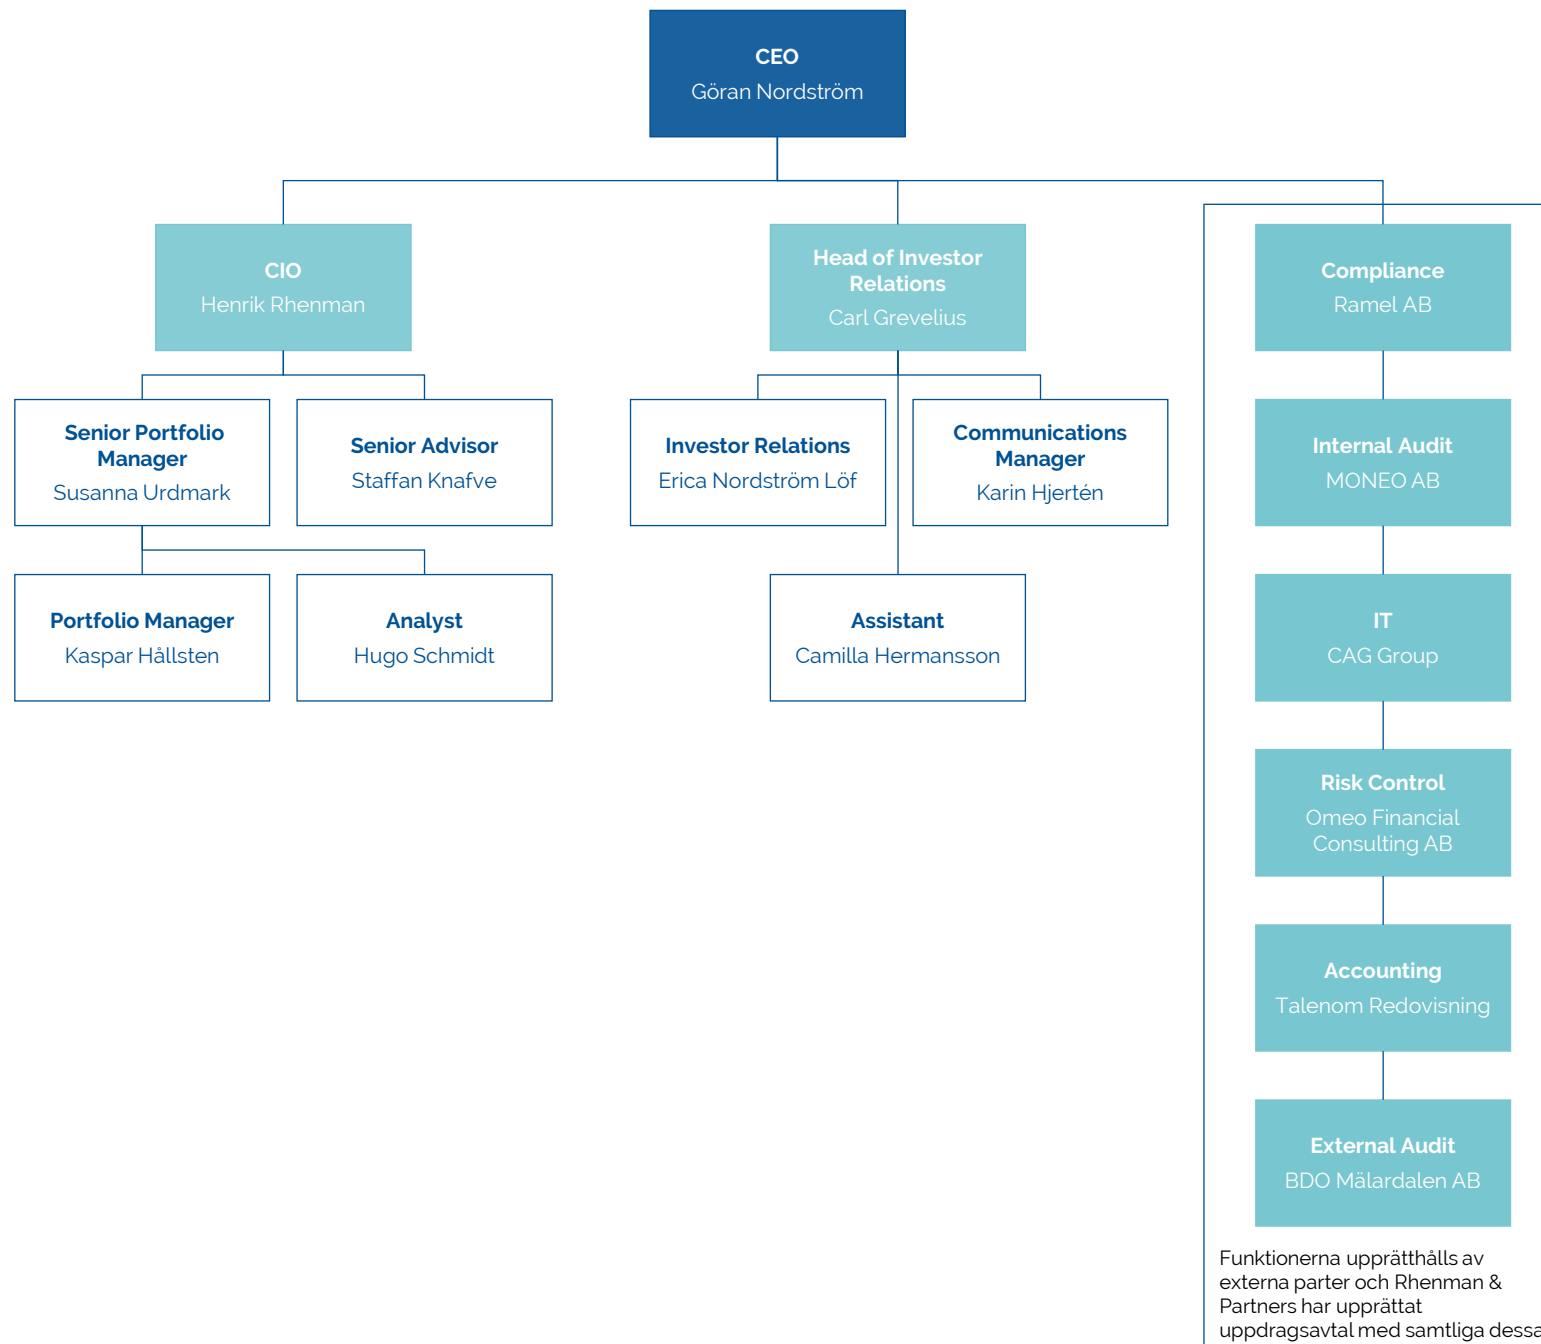 CEO
Göran Nordström
CIO
Henrik Rhenman
Head of Investor
Relations
Carl Grevelius
Compliance
Ramel AB
Senior Portfolio
Manager
Susanna Urdmark
Senior Advisor
Staffan Knafve
Investor Relations
Erica Nordström Löf
Communications
Manager
Karin Hjertén
Internal Audit
MONEO AB
Portfolio Manager
Kaspar Hållsten
Analyst
Hugo Schmidt
Assistant
Camilla Hermansson
IT
CAG Group
Risk Control
Omeo Financial
Consulting AB
Accounting
Talenom Redovisning
External Audit
BDO Mälardalen AB
Funktionerna upprätthålls av
externa parter och Rhenman &
Partners har upprättat
uppdragsavtal med samtliga dessa